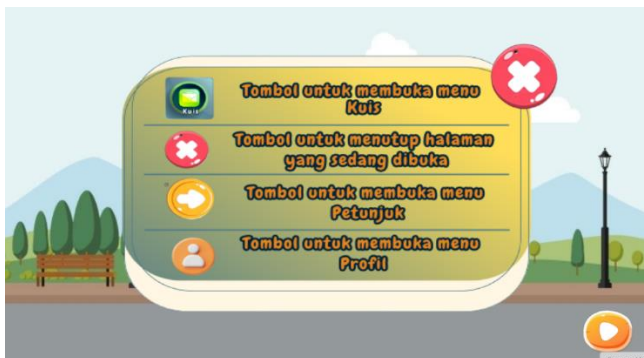 Tombol untuk membuka menu
Kuis
Kuis
Tombol untuk menutup halaman
yang sedang dibuka
Tombol untuk membuka menu
Petunjuk
Tombol untuk membuka menu
Profil